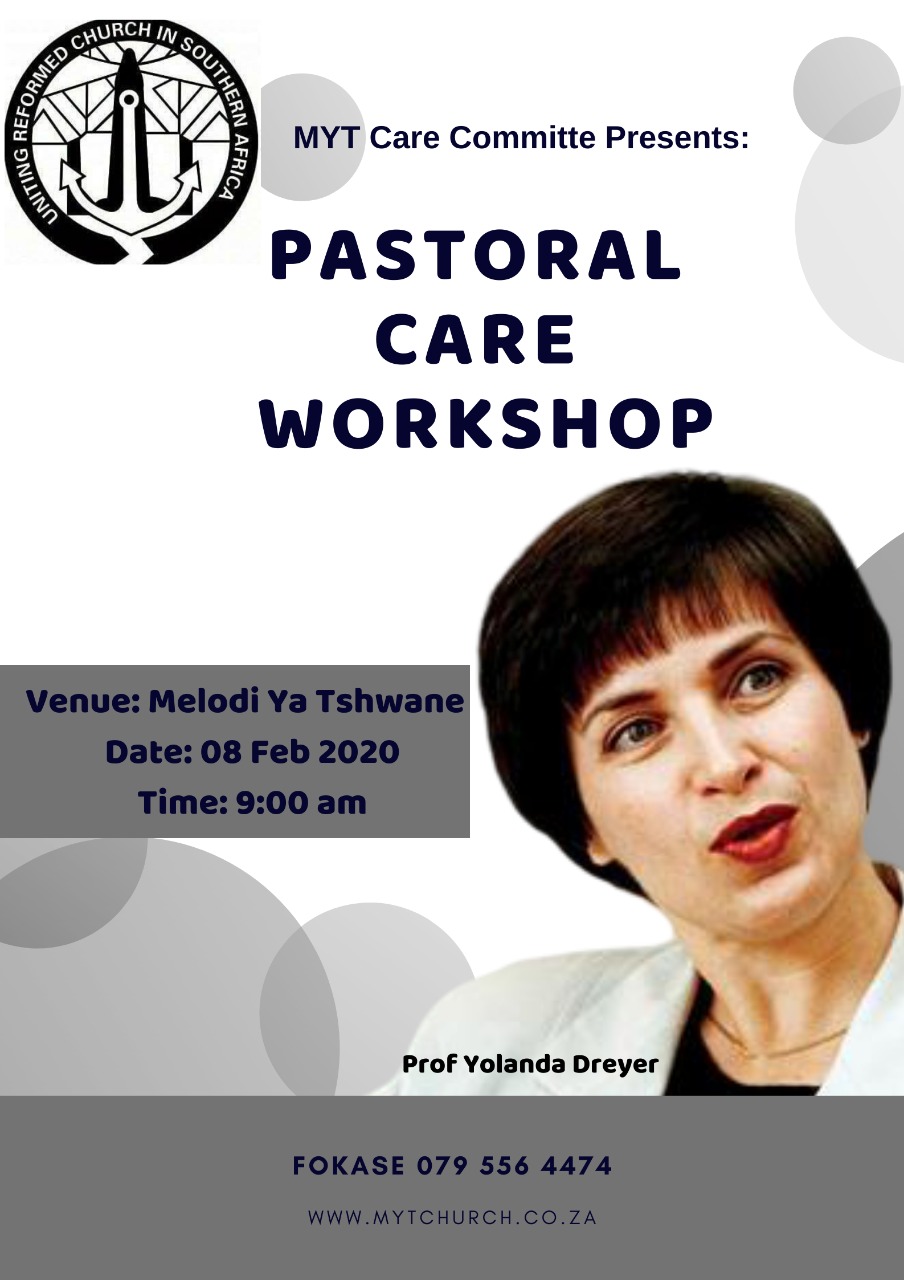 UNITING REFORMED CHURCH IN SOUTHERN AFRICA
MYT Care Committe Presents:
PASTORAL
CARE
WORKSHOP
Venue: Melodi Ya Tshwane
Date: 08 Feb 2020
Time: 9:00 am
Prof Yolanda Dreyer
FOKASE 079 556 4474
WWW.MYTCHURCH.CO.ZA